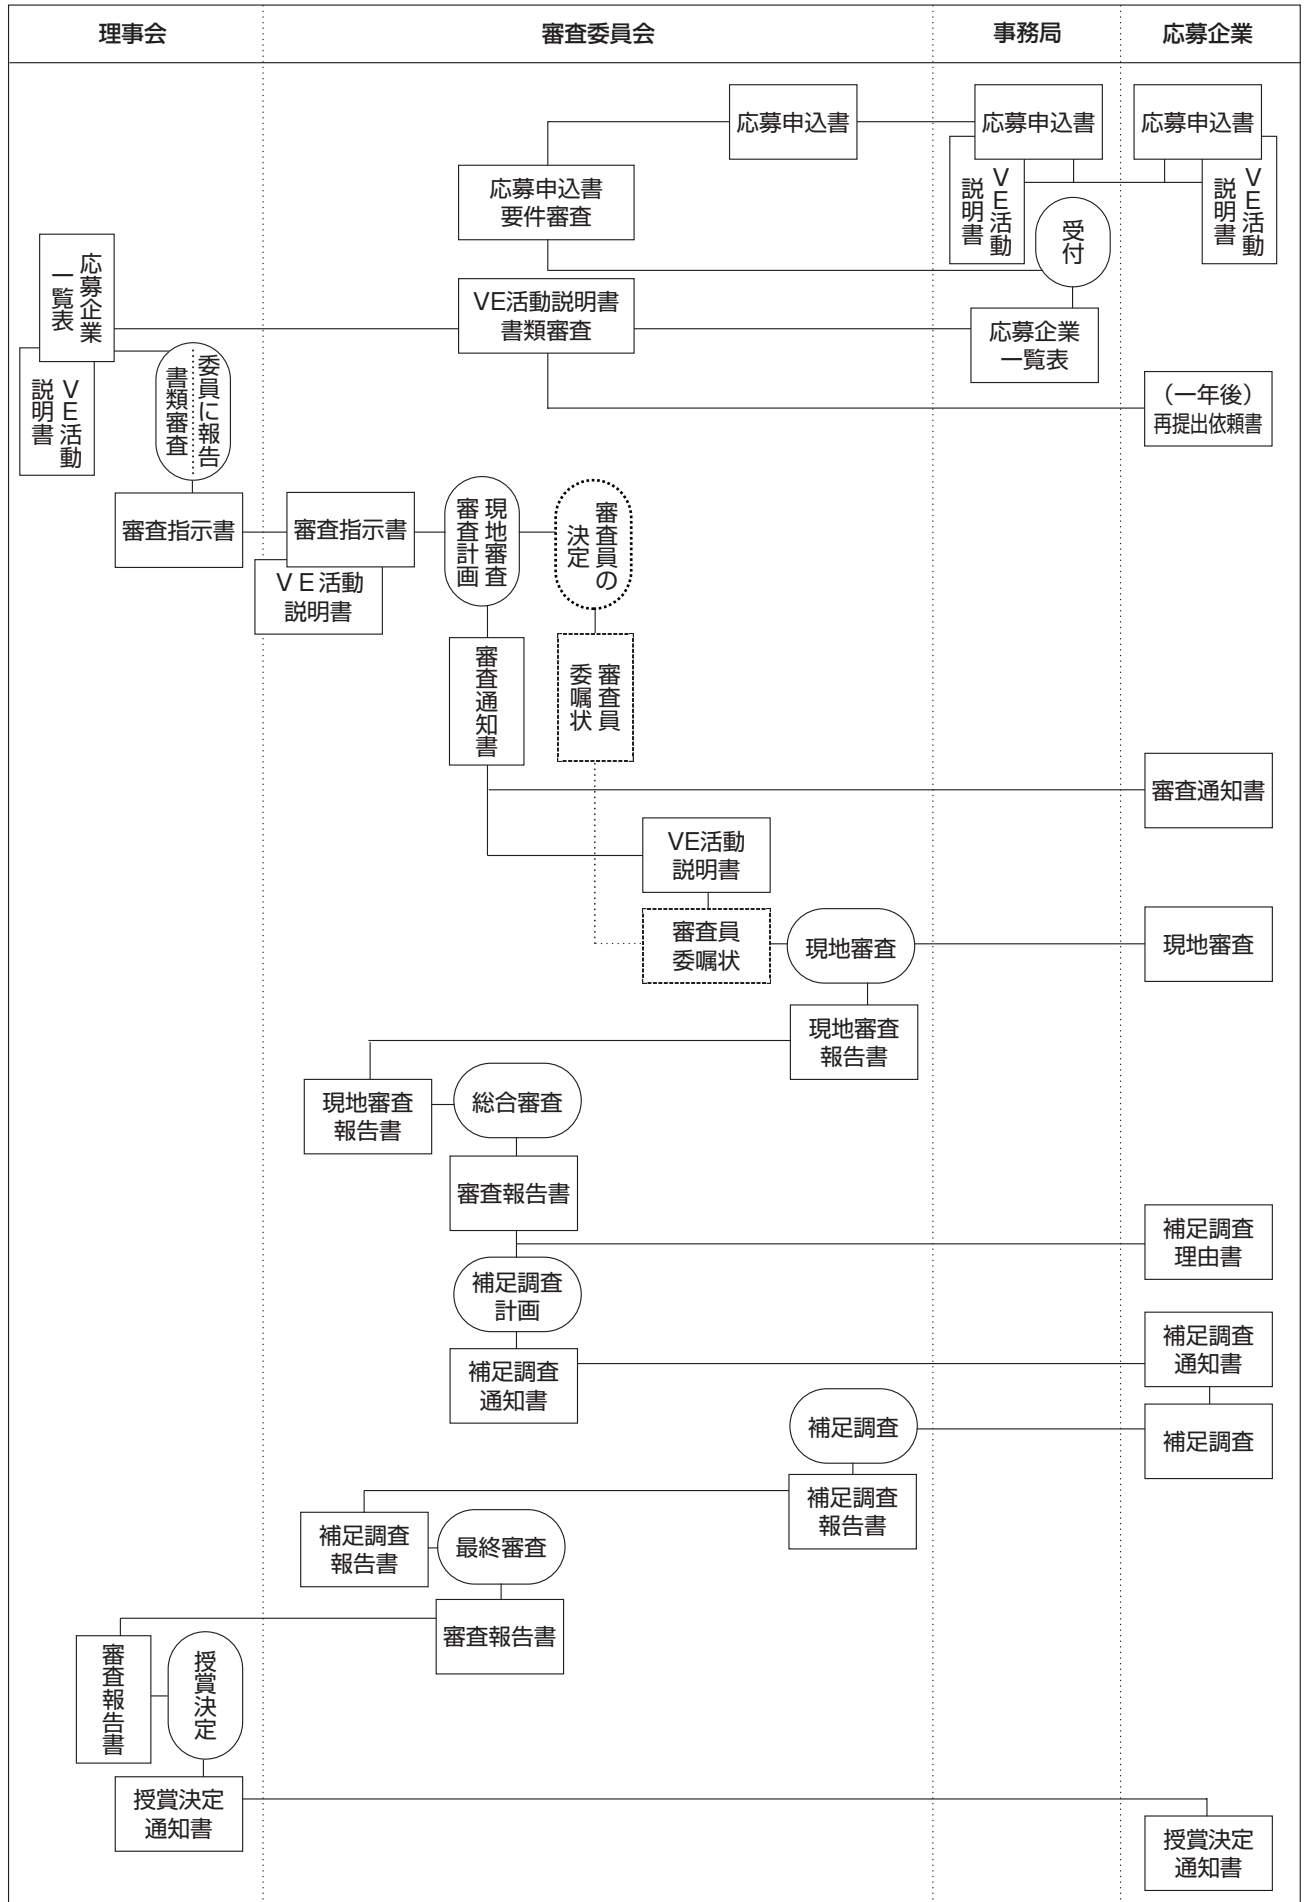 理事会
審査委員会
事務局
応募企業
応募申込書
応募申込書
応募申込書
VE活動
説明書
VE活動
説明書
応募申込書
要件審査
受付
応募企業
一覧表
VE活動説明書
書類審査
応募企業
一覧表
VE活動
説明書
委員に報告
書類審査
(一年後)
再提出依頼書
審査指示書
審査指示書
VE活動
説明書
現地審査
審査計画
審査員の
決定
審査通知書
審査員
委嘱状
審査通知書
VE活動
説明書
審査員
委嘱状
現地審査
現地審査
現地審査
報告書
現地審査
報告書
総合審査
審査報告書
補足調査
理由書
補足調査
計画
補足調査
通知書
補足調査
通知書
補足調査
補足調査
補足調査
報告書
補足調査
報告書
最終審査
審査報告書
審査報告書
授賞決定
授賞決定
通知書
授賞決定
通知書